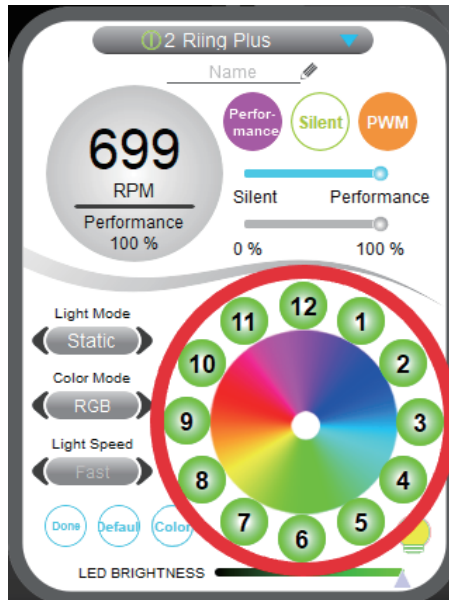 2 Riing Plus
Name
Perfor-
mance
Silent
PWM
699
RPM
Performance
100 %
Silent Performance
0 % 100 %
Light Mode
Static
Color Mode
RGB
Light Speed
Fast
12
11 1
10 2
9 3
8 4
7 5
6
Done Defaul Color
LED BRIGHTNESS